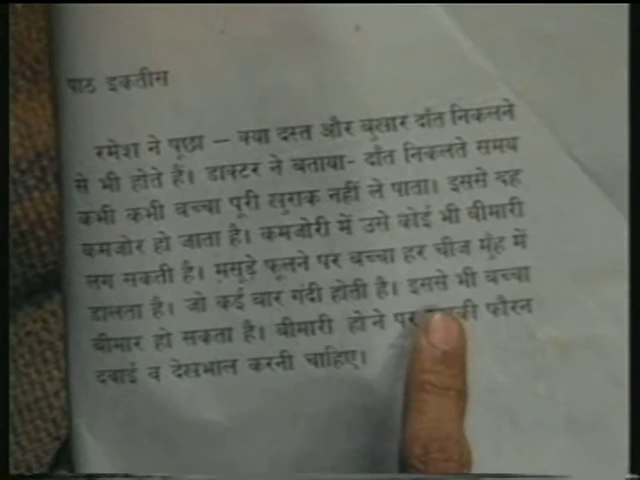 पाठ इकतीस
रमेश ने पूछा – क्या दस्त और बुखार दाँत निकलने
से भी होते हैं। डाक्टर ने बताया- दाँत निकलते समय
कभी कभी बच्चा पूरी खुराक नहीं ले पाता। इससे वह
कमजोर हो जाता है। कमजोरी में उसे कोई भी बीमारी
लग सकती है। मसूड़े फूलने पर बच्चा हर चीज मुँह में
डालता है। जो कई बार गंदी होती है। इससे भी बच्चा
बीमार हो सकता है। बीमारी होने पर फौरन
दवाई व देखभाल करनी चाहिए।